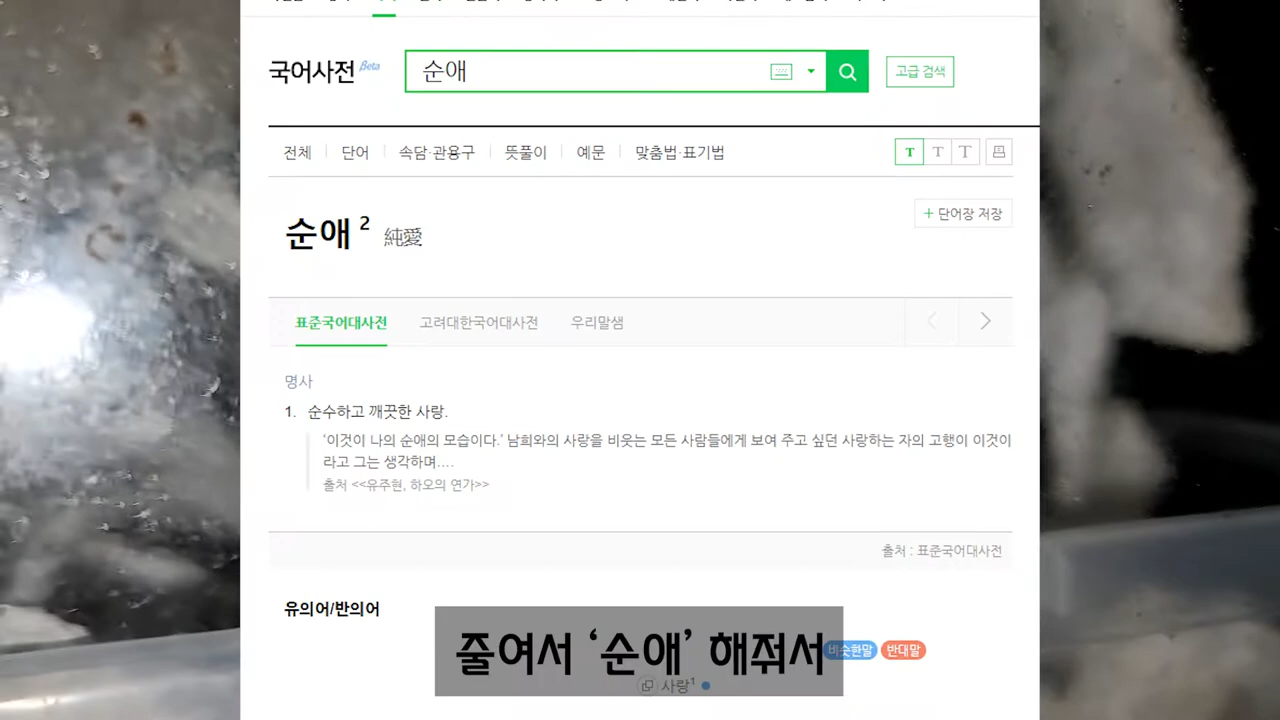 국어사전 Beta
순애
고급 검색
전체 단어 속담·관용구 뜻풀이 예문 맞춤법·표기법
T T T
순애 2 純愛
+ 단어장 저장
표준국어대사전 고려대한국어대사전 우리말샘
명사
1. 순수하고 깨끗한 사랑.
‘이것이 나의 순애의 모습이다.’ 남희와의 사랑을 비웃는 모든 사람들에게 보여 주고 싶던 사랑하는 자의 고행이 이것이
라고 그는 생각하며....
출처 <<유주현, 하오의 연가>>
출처 : 표준국어대사전
유의어/반의어
줄여서 ‘순애’ 해줘서
비슷한말 반대말
사랑1